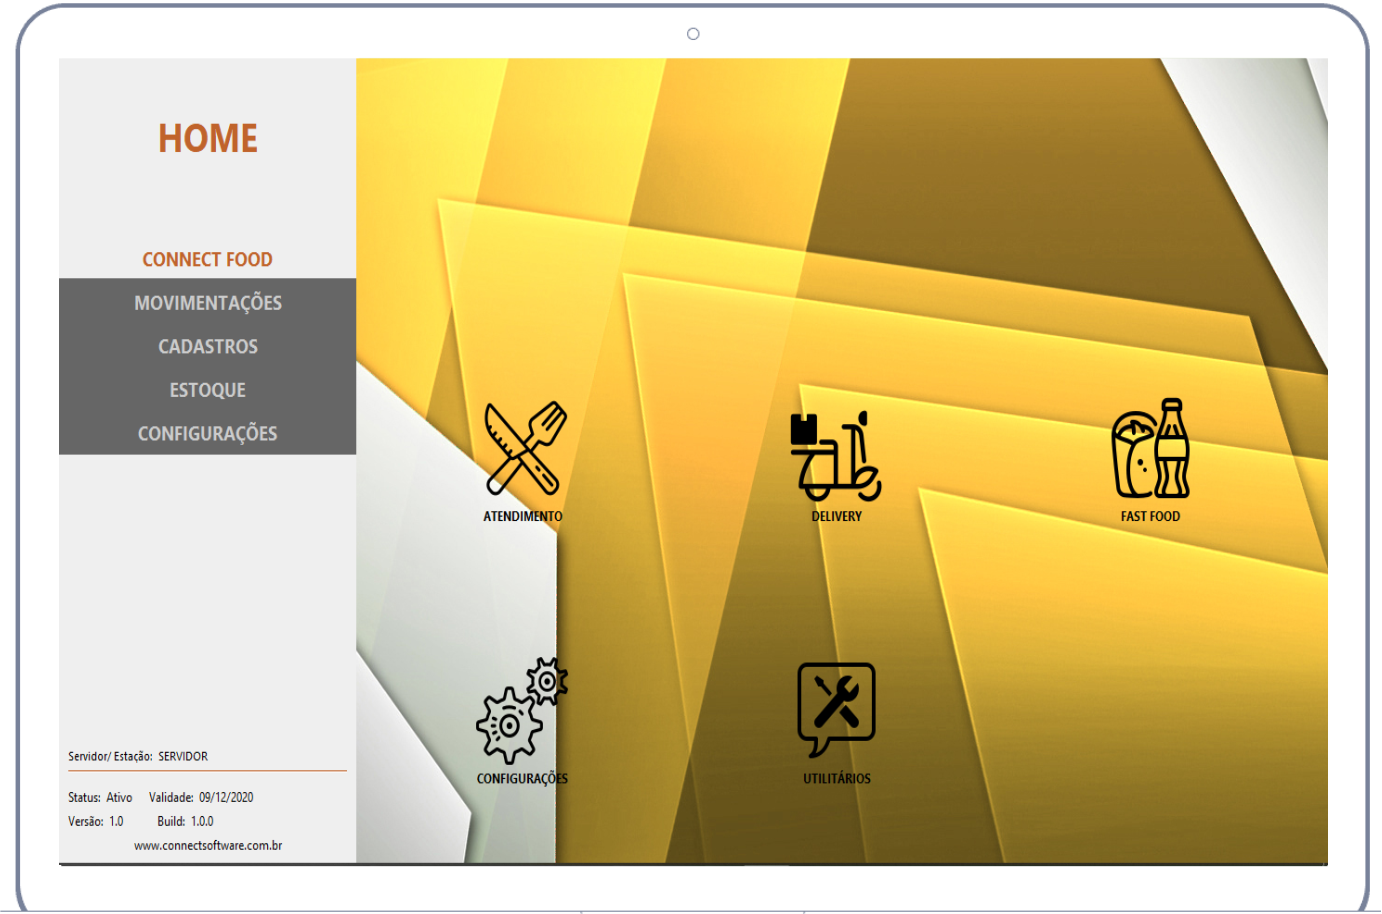 HOME
CONNECT FOOD
MOVIMENTAÇÕES
CADASTROS
ESTOQUE
CONFIGURAÇÕES
ATENDIMENTO
DELIVERY
FAST FOOD
CONFIGURAÇÕES
UTILITÁRIOS
Servidor/ Estação: SERVIDOR
Status: Ativo Validade: 09/12/2020
Versão: 1.0 Build: 1.0.0
www.connectsoftware.com.br